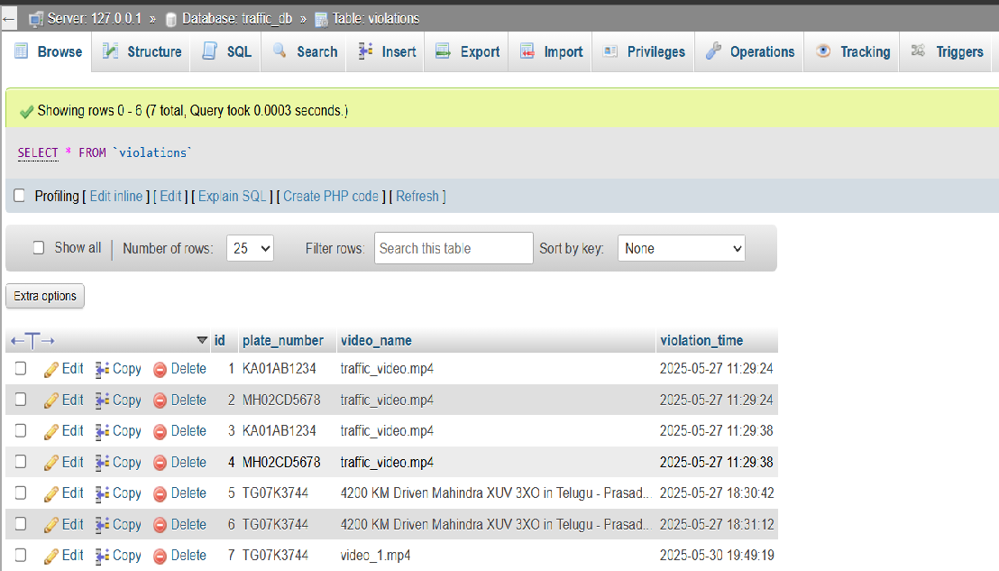 Server: 127.0.0.1 » Database: traffic_db » Table: violations
Browse Structure SQL Search Insert Export Import Privileges Operations Tracking Triggers
Showing rows 0 - 6 (7 total, Query took 0.0003 seconds.)
SELECT * FROM `violations`
Profiling [ Edit inline ] [ Edit ] [ Explain SQL ] [ Create PHP code ] [ Refresh ]
Show all Number of rows: 25 Filter rows: Search this table Sort by key: None
Extra options
id plate_number video_name violation_time
Edit Copy Delete 1 KA01AB1234 traffic_video.mp4 2025-05-27 11:29:24
Edit Copy Delete 2 MH02CD5678 traffic_video.mp4 2025-05-27 11:29:24
Edit Copy Delete 3 KA01AB1234 traffic_video.mp4 2025-05-27 11:29:38
Edit Copy Delete 4 MH02CD5678 traffic_video.mp4 2025-05-27 11:29:38
Edit Copy Delete 5 TG07K3744 4200 KM Driven Mahindra XUV 3XO in Telugu - Prasad... 2025-05-27 18:30:42
Edit Copy Delete 6 TG07K3744 4200 KM Driven Mahindra XUV 3XO in Telugu - Prasad... 2025-05-27 18:31:12
Edit Copy Delete 7 TG07K3744 video_1.mp4 2025-05-30 19:49:19